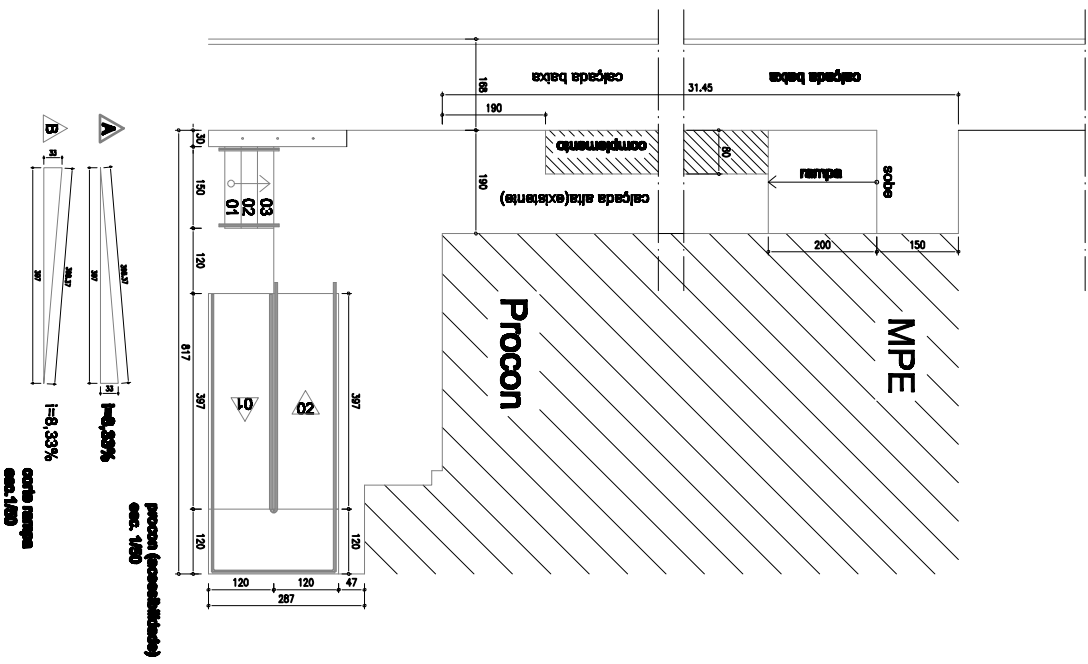 calçada baixa
calçada baixa
168
31.45
190
30
190
80
complemento
rampa
sobe
calçada alta(existente)
150
01
02
03
200
150
120
Procon
MPE
817
397
397
01
02
120
120
120
120
47
287
A
B
33
397
398,37
397
398,37
33
i=8,33%
i=8,33%
corte rampa
esc.1/50
procon (acessibilidade)
esc. 1/50